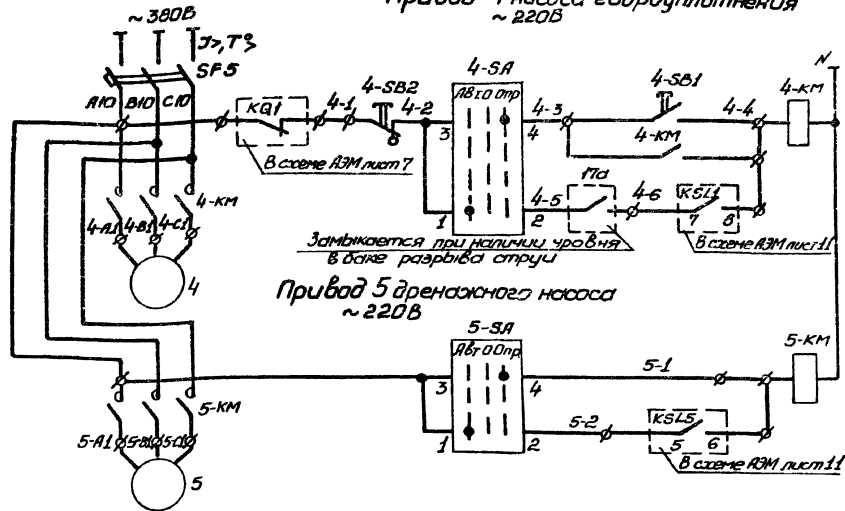 Привод 4 насоса гидроуплотнения
~ 220В
~ 380В
I>, T°>
SF5
A10 B10 C10
KQ1
4-1
4-SB2
4-2
4-SA
Авт О Опр
3
4
1
2
4-3
4-SB1
4-KM
4-4
4-KM
N
В схеме АЭМ лист 7
4-5
17а
4-6
KSL1
7 8
В схеме АЭМ лист 11
Замыкается при наличии уровня
в баке разрыва струи
4-KM
4-A1 4-B1 4-C1
4
Привод 5 дренажного насоса
~ 220В
5-SA
Авт О Опр
3
4
1
2
5-1
5-KM
5-2
KSL5
5 6
В схеме АЭМ лист 11
5-KM
5-A1 5-B1 5-C1
5